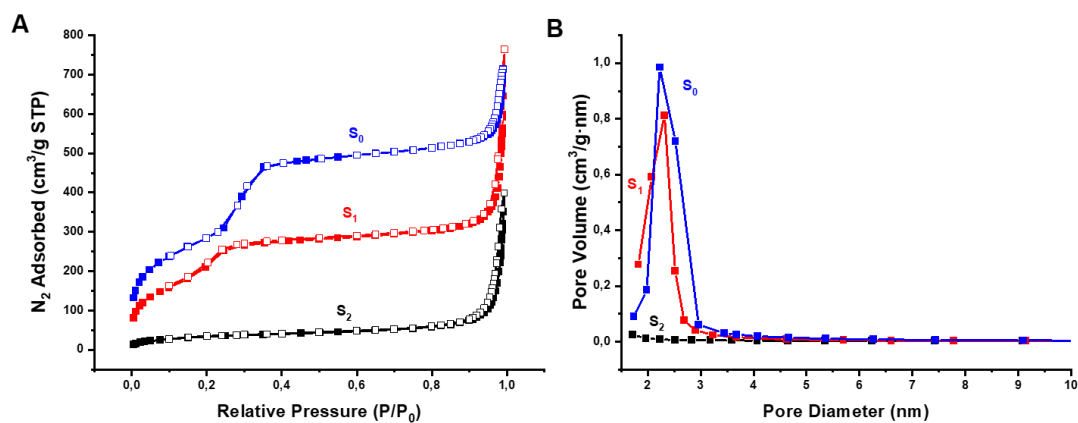 A
N₂ Adsorbed (cm³/g STP)
800
700
600
500
400
300
200
100
0
S₀
S₁
S₂
0,0 0,2 0,4 0,6 0,8 1,0
Relative Pressure (P/P₀)
B
Pore Volume (cm³/g·nm)
1,0
0,8
0,6
0,4
0,2
0,0
S₀
S₁
S₂
2 3 4 5 6 7 8 9 10
Pore Diameter (nm)